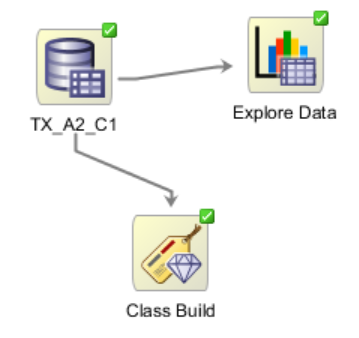 Explore Data
TX_A2_C1
Class Build